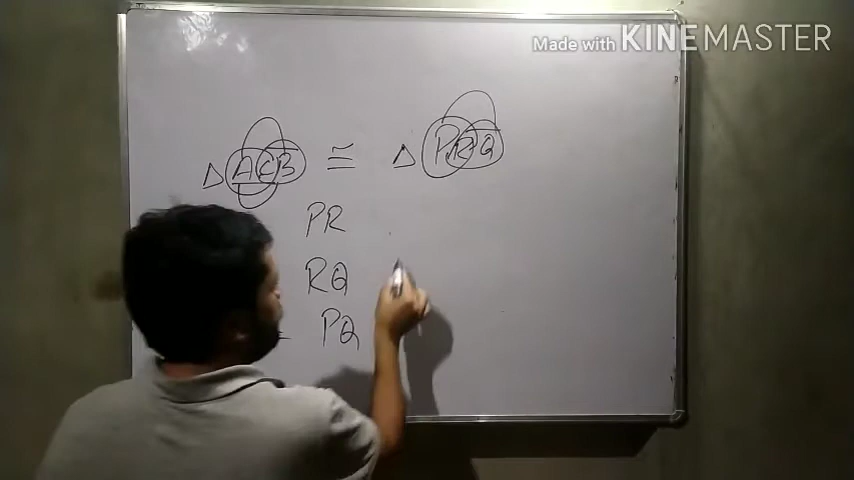 Made with KINEMASTER
Δ ACB ≅ Δ PRQ
PR
RQ
= PQ